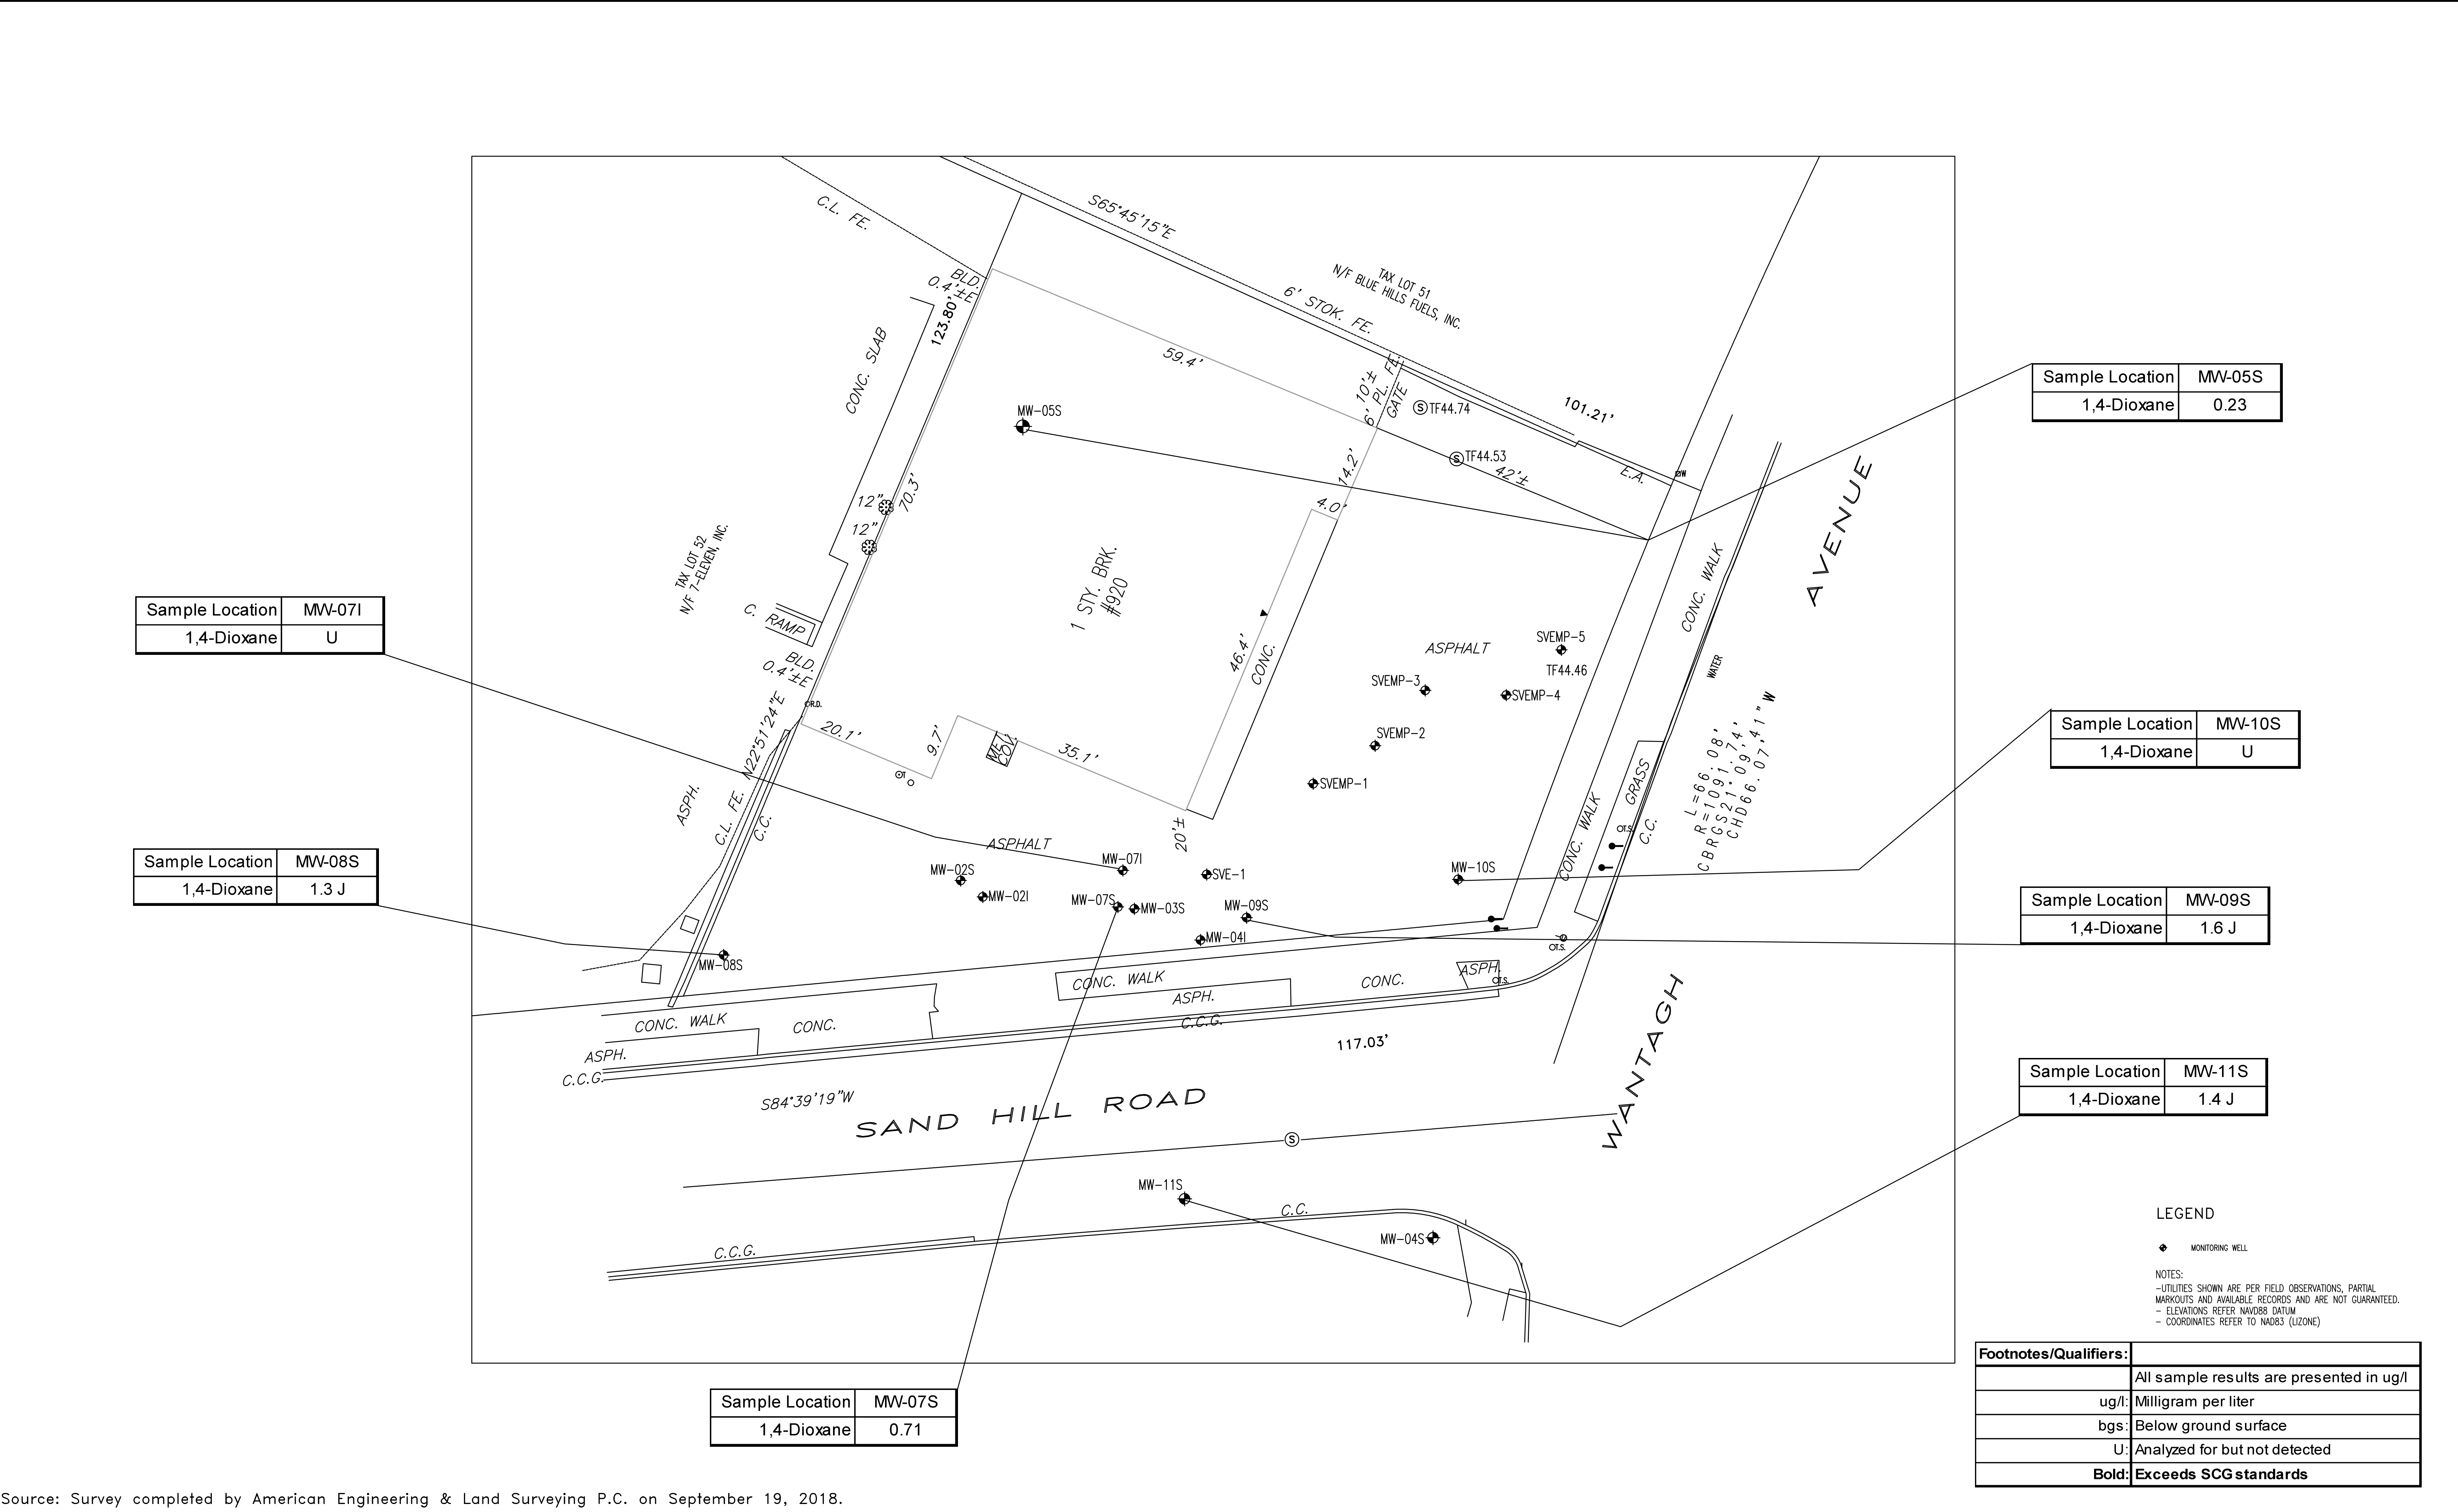 C.L. FE.
S65°45'15"E
TAX LOT 51
N/F BLUE HILLS FUELS, INC.
6' STOK. FE.
BLD.
0.4'±E
123.80'
CONC. SLAB
59.4'
10'±
6' PL. FA.
GATE
TF44.74
101.21'
Sample Location MW-05S
1,4-Dioxane 0.23
MW-05S
TF44.53
42'±
E.A.
W
14.2'
4.0'
12"
70.3'
12"
AVENUE
TAX LOT 52
N/F 7-ELEVEN, INC.
1 STY. BRK.
#920
CONC. WALK
C.
RAMP
Sample Location MW-07I
1,4-Dioxane U
BLD.
0.4'±E
46.4'
CONC.
ASPHALT
SVEMP-5
TF44.46
SVEMP-3
SVEMP-4
WATER
R.D.
N22°51'24"E
20.1'
9.7'
MET.
COV.
35.1'
SVEMP-2
SVEMP-1
L=66.08'
R=1091.74'
CBRGS21°09'41"W
CHD66.07'
Sample Location MW-10S
1,4-Dioxane U
GRASS
CONC. WALK
O.T.S.
C.C.
ASPH.
C.L. FE.
C.C.
ASPHALT
20'±
Sample Location MW-08S
1,4-Dioxane 1.3 J
MW-02S
MW-02I
MW-07I
SVE-1
MW-10S
MW-07S
MW-03S
MW-09S
MW-04I
Sample Location MW-09S
1,4-Dioxane 1.6 J
MW-08S
O.T.S.
CONC. WALK
ASPH.
CONC.
ASPH.
O.T.S.
CONC. WALK
CONC.
C.C.G.
ASPH.
C.C.G.
117.03'
S84°39'19"W
SAND HILL ROAD
WANTAGH
S
Sample Location MW-11S
1,4-Dioxane 1.4 J
MW-11S
C.C.
C.C.G.
MW-04S
LEGEND
MONITORING WELL
NOTES:
-UTILITIES SHOWN ARE PER FIELD OBSERVATIONS, PARTIAL
MARKOUTS AND AVAILABLE RECORDS AND ARE NOT GUARANTEED.
- ELEVATIONS REFER NAVD88 DATUM
- COORDINATES REFER TO NAD83 (LIZONE)
Footnotes/Qualifiers:
All sample results are presented in ug/l
ug/l: Milligram per liter
bgs: Below ground surface
U: Analyzed for but not detected
Bold: Exceeds SCG standards
Sample Location MW-07S
1,4-Dioxane 0.71
Source: Survey completed by American Engineering & Land Surveying P.C. on September 19, 2018.